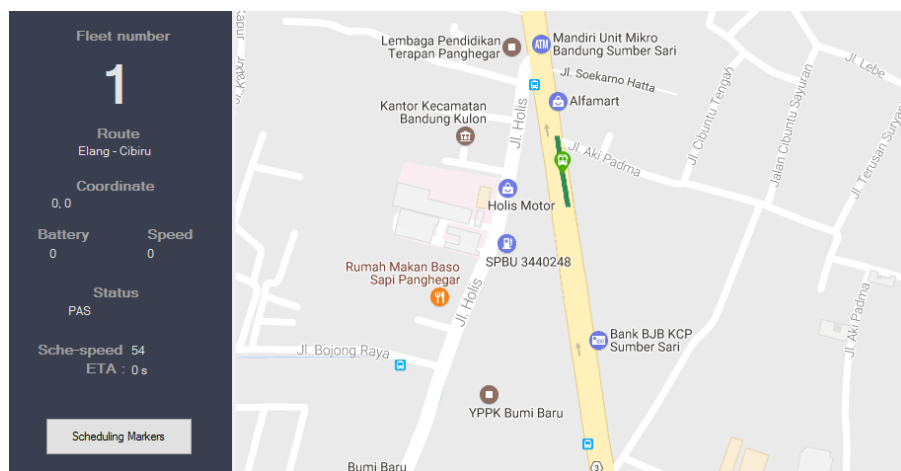 Fleet number
1
Route
Elang - Cibiru
Coordinate
0, 0
Battery
Speed
0
0
Status
PAS
Sche-speed 54
ETA : 0 s
Scheduling Markers
Lembaga Pendidikan
Terapan Panghegar
ATM
Mandiri Unit Mikro
Bandung Sumber Sari
Jl. Soekarno Hatta
Jl. Lebe
Alfamart
Kantor Kecamatan
Bandung Kulon
Jl. Holis
Jl. Aki Padma
Jl. Cibuntu Tengah
Jalan Cibuntu Sayuran
Holis Motor
SPBU 3440248
Rumah Makan Baso
Sapi Panghegar
Jl. Holis
Jl. Aki Padma
Jl. Bojong Raya
Bank BJB KCP
Sumber Sari
YPPK Bumi Baru
Bumi Baru
3